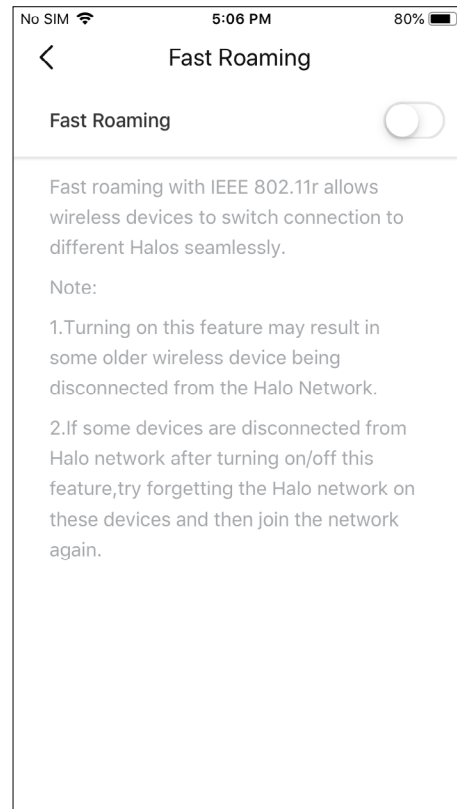 No SIM 5:06 PM 80%
Fast Roaming
Fast Roaming
Fast roaming with IEEE 802.11r allows
wireless devices to switch connection to
different Halos seamlessly.
Note:
1.Turning on this feature may result in
some older wireless device being
disconnected from the Halo Network.
2.If some devices are disconnected from
Halo network after turning on/off this
feature,try forgetting the Halo network on
these devices and then join the network
again.